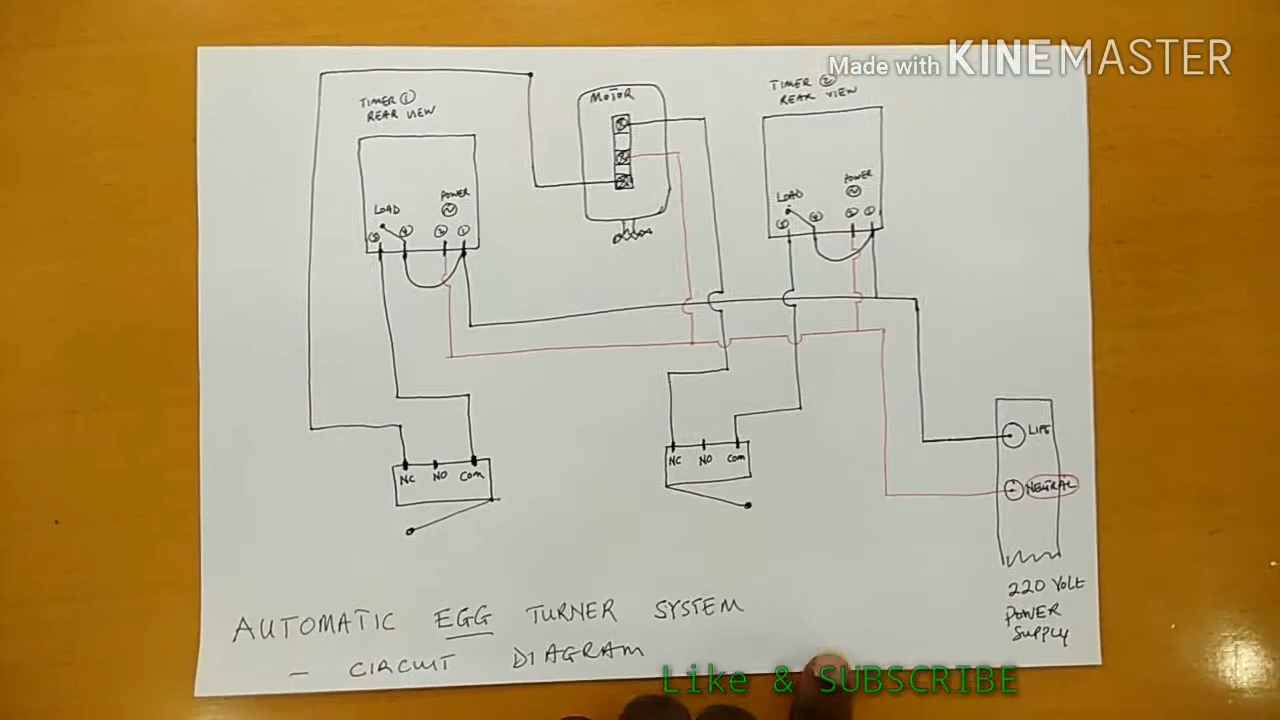 Made with KINEMASTER
TIMER ①
REAR VIEW
MOTOR
TIMER ②
REAR VIEW
POWER
LOAD
POWER
LOAD
NC NO COM
NC NO COM
LIFE
NEUTRAL
220 VOLT
POWER
SUPPLY
AUTOMATIC EGG TURNER SYSTEM
- CIRCUIT DIAGRAM
Like & SUBSCRIBE